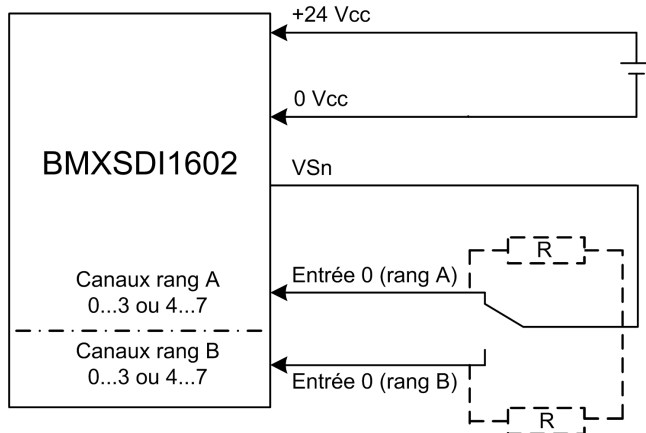 +24 Vcc
0 Vcc
BMXSDI1602
VSn
R
Canaux rang A
0...3 ou 4...7
Entrée 0 (rang A)
Canaux rang B
0...3 ou 4...7
Entrée 0 (rang B)
R